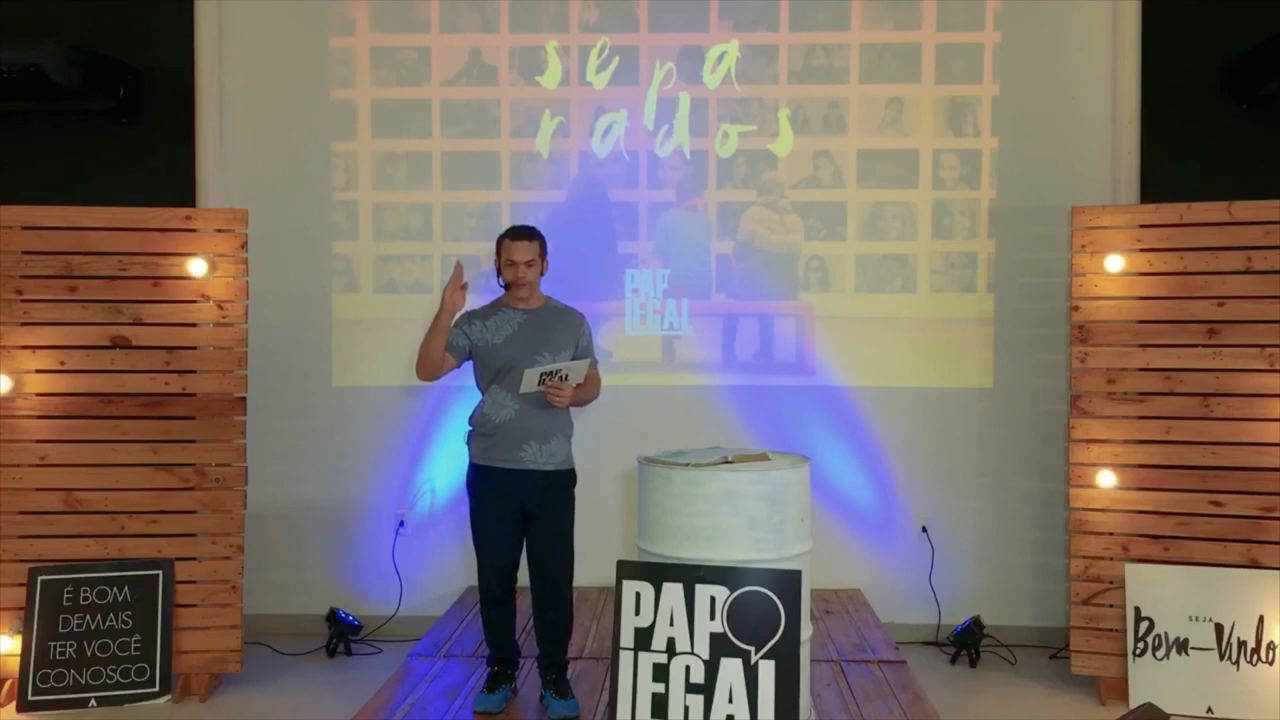 sepa
rados
PAPO
LEGAL
PAPO
LEGAL
É BOM
DEMAIS
TER VOCÊ
CONOSCO
PAPO
LEGAL
SEJA
Bem-Vindo